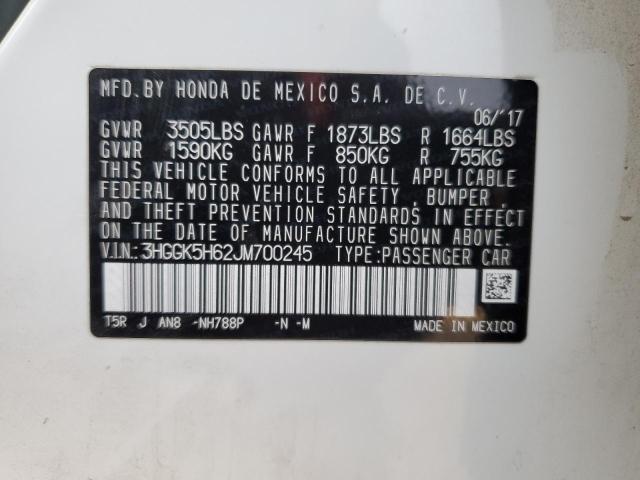 MFD.BY HONDA DE MEXICO S.A. DE C.V.
06/'17
GVWR 3505LBS GAWR F 1873LBS R 1664LBS
GVWR 1590KG GAWR F 850KG R 755KG
THIS VEHICLE CONFORMS TO ALL APPLICABLE
FEDERAL MOTOR VEHICLE SAFETY , BUMPER ,
AND THEFT PREVENTION STANDARDS IN EFFECT
ON THE DATE OF MANUFACTURE SHOWN ABOVE.
V.I.N.: 3HGGK5H62JM700245 TYPE:PASSENGER CAR
T5R J AN8 -NH788P -N -M MADE IN MEXICO